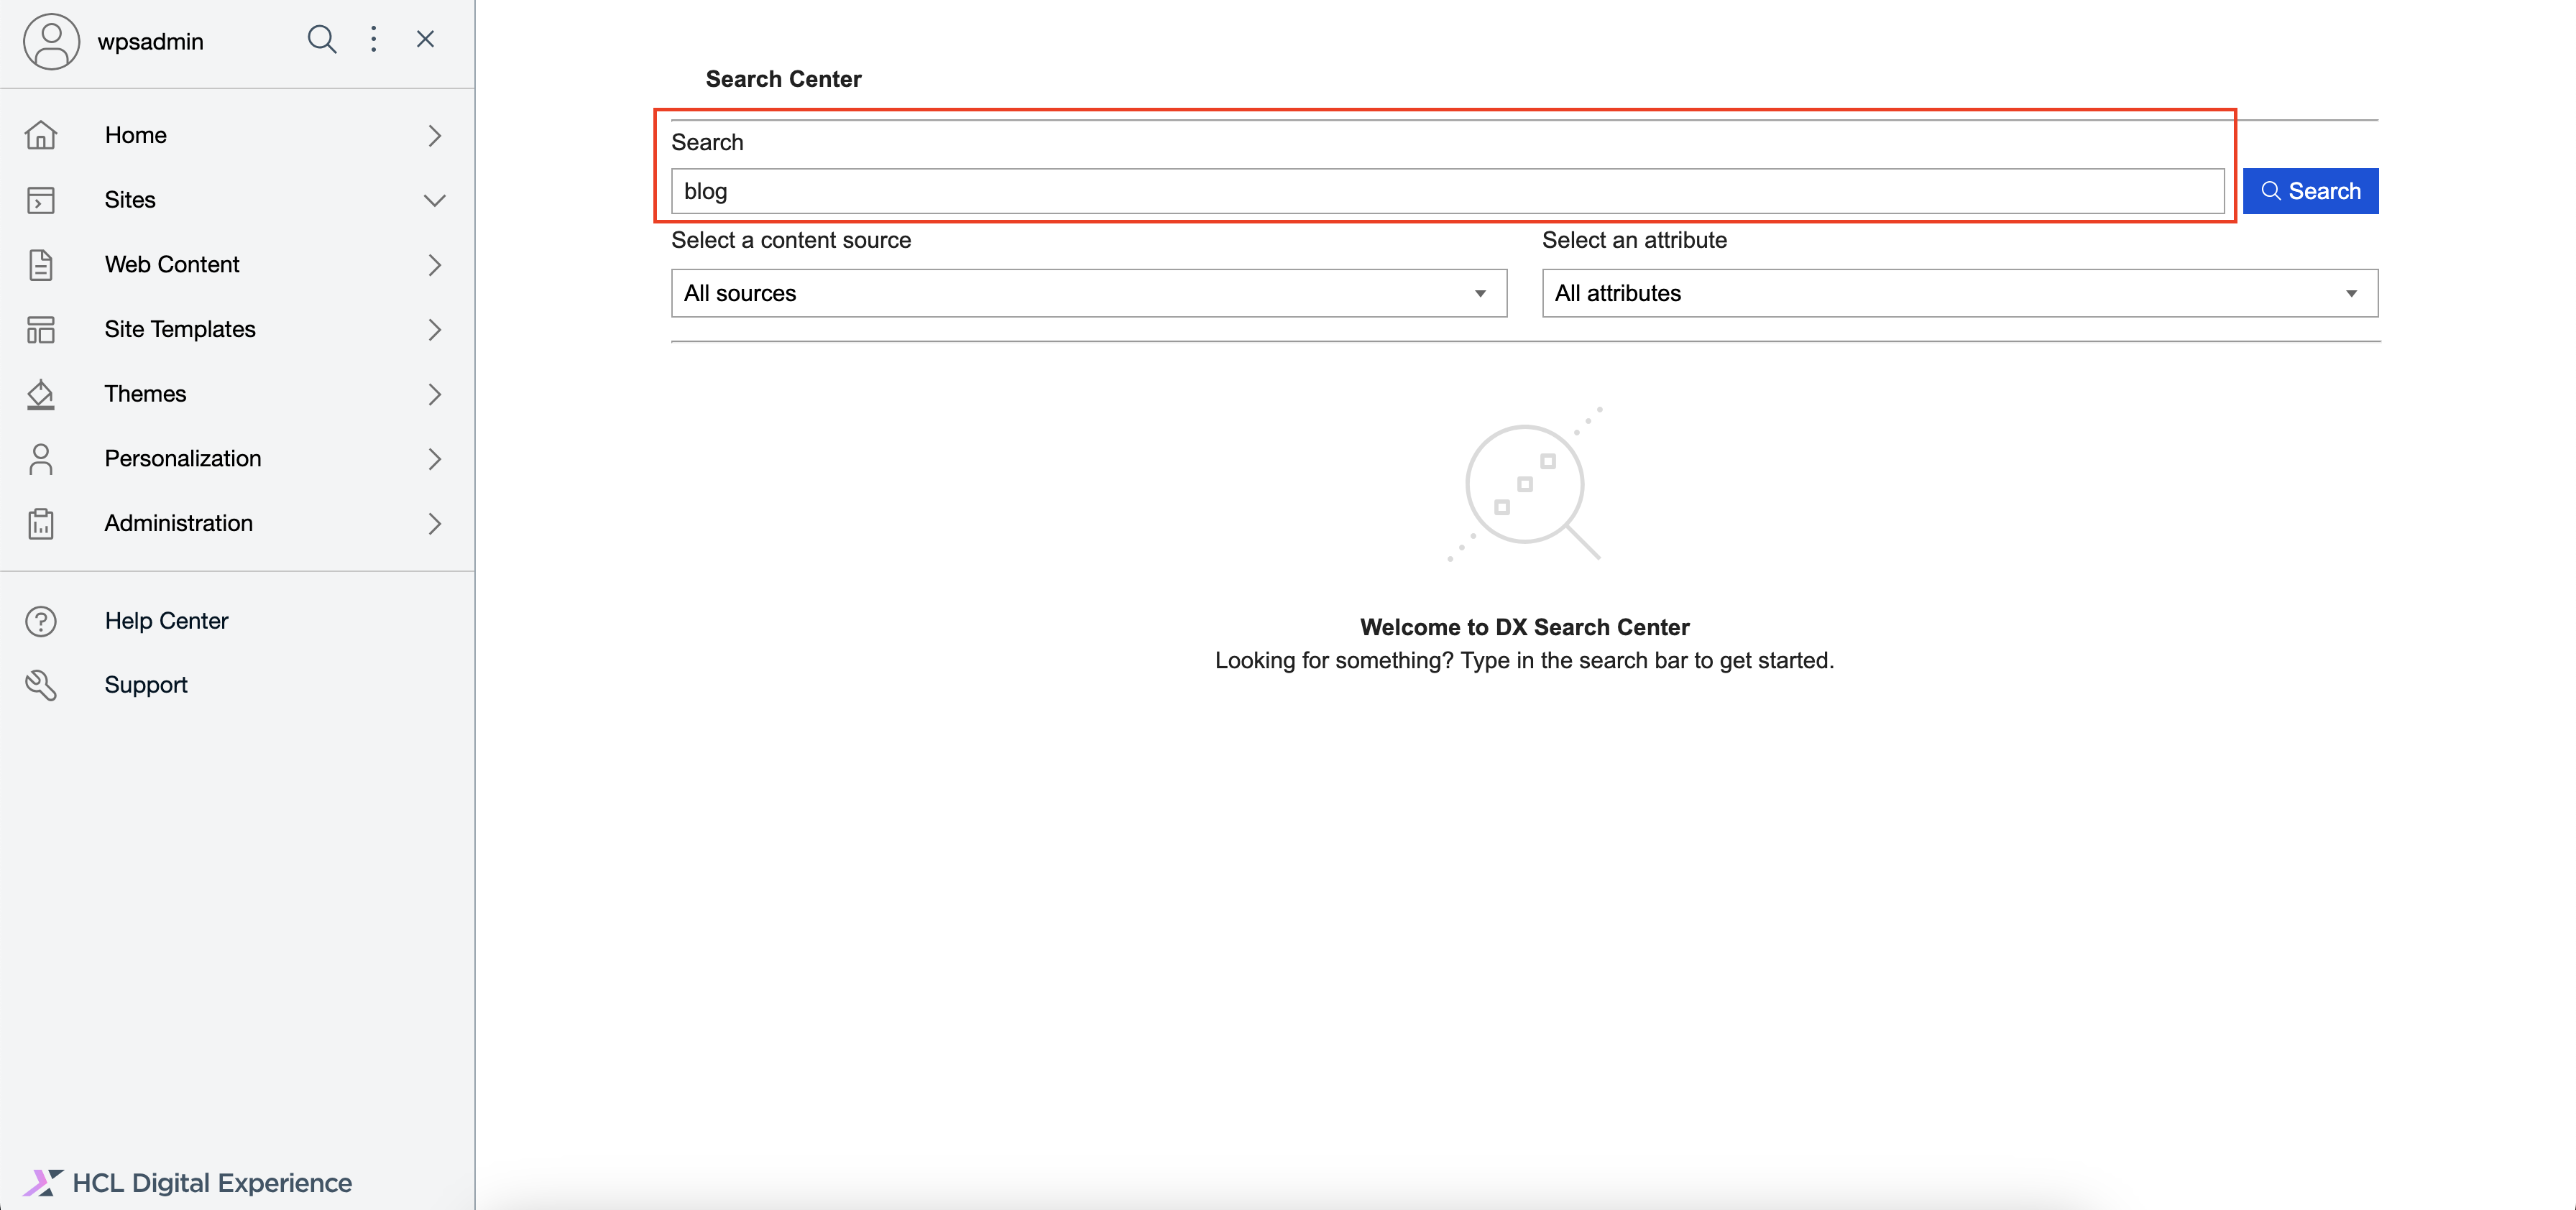 wpsadmin
Home
Sites
Web Content
Site Templates
Themes
Personalization
Administration
Help Center
Support
HCL Digital Experience
Search Center
Search
blog
Search
Select a content source
Select an attribute
All sources
All attributes
Welcome to DX Search Center
Looking for something? Type in the search bar to get started.